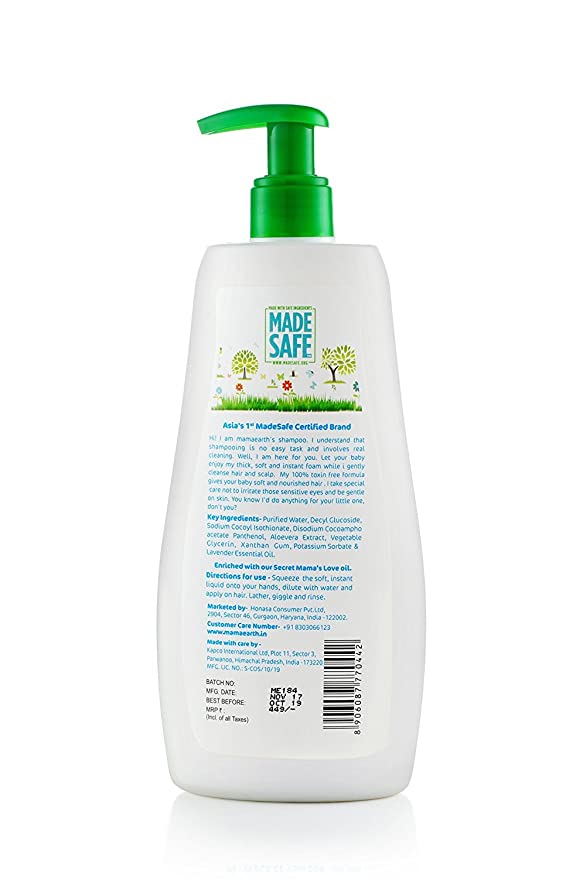 MADE WITH SAFE INGREDIENTS
MADE
SAFE
WWW.MADESAFE.ORG
Asia's 1st MadeSafe Certified Brand
Hi! I am mamaearth's shampoo. I understand that
shampooing is no easy task and involves real
cleaning. Well, I am here for you. Let your baby
enjoy my thick, soft and instant foam while i gently
cleanse hair and scalp. My 100% toxin free formula
gives your baby soft and nourished hair . I take special
care not to irritate those sensitive eyes and be gentle
on skin. You know I'd do anything for your little one,
don't you?
Key Ingredients- Purified Water, Decyl Glucoside,
Sodium Cocoyl Isothionate, Disodium Cocoampho
acetate Panthenol, Aloevera Extract, Vegetable
Glycerin, Xanthan Gum, Potassium Sorbate &
Lavender Essential Oil.
Enriched with our Secret Mama's Love oil.
Directions for use - Squeeze the soft, instant
liquid onto your hands, dilute with water and
apply on hair. Lather, giggle and rinse.
Marketed by- Honasa Consumer Pvt.Ltd,
2904, Sector 46, Gurgaon, Haryana, India -122002.
Customer Care Number- +91 8303066123
www.mamaearth.in
Made with care by -
Kapco International Ltd, Plot 11, Sector 3,
Parwanoo, Himachal Pradesh, India -173220
MFG. LIC. NO.: S-COS/10/19
BATCH NO: ME184
MFG. DATE: NOV 17
BEST BEFORE: OCT 19
MRP ₹ : 449/-
(Incl. of all Taxes)
8 906087 770442